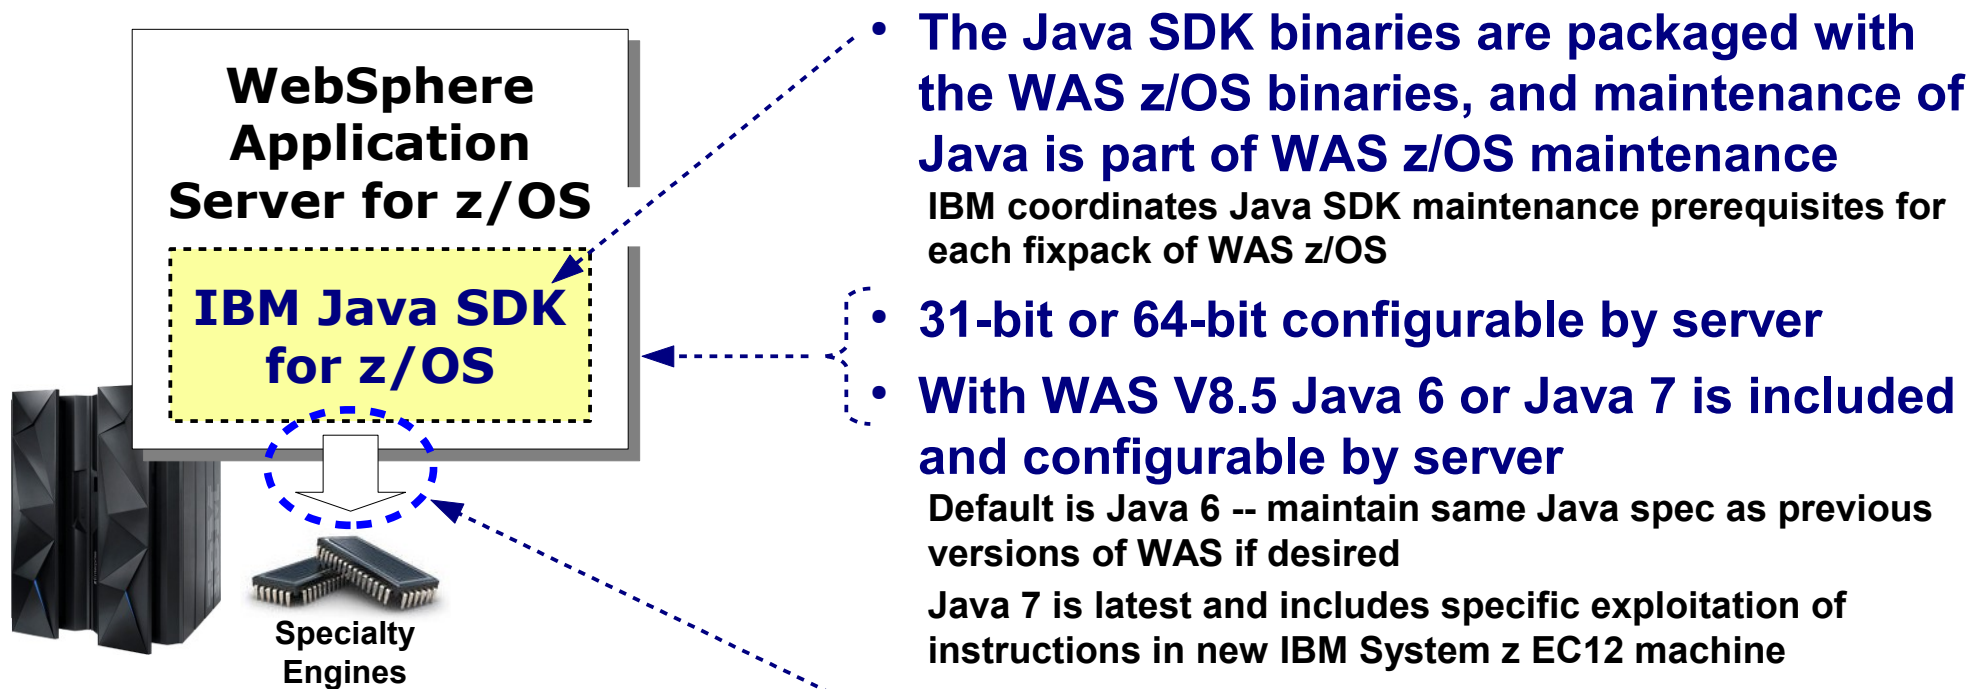 WebSphere
Application
Server for z/OS
IBM Java SDK
for z/OS
Specialty
Engines
• The Java SDK binaries are packaged with
the WAS z/OS binaries, and maintenance of
Java is part of WAS z/OS maintenance
IBM coordinates Java SDK maintenance prerequisites for
each fixpack of WAS z/OS
• 31-bit or 64-bit configurable by server
• With WAS V8.5 Java 6 or Java 7 is included
and configurable by server
Default is Java 6 -- maintain same Java spec as previous
versions of WAS if desired
Java 7 is latest and includes specific exploitation of
instructions in new IBM System z EC12 machine